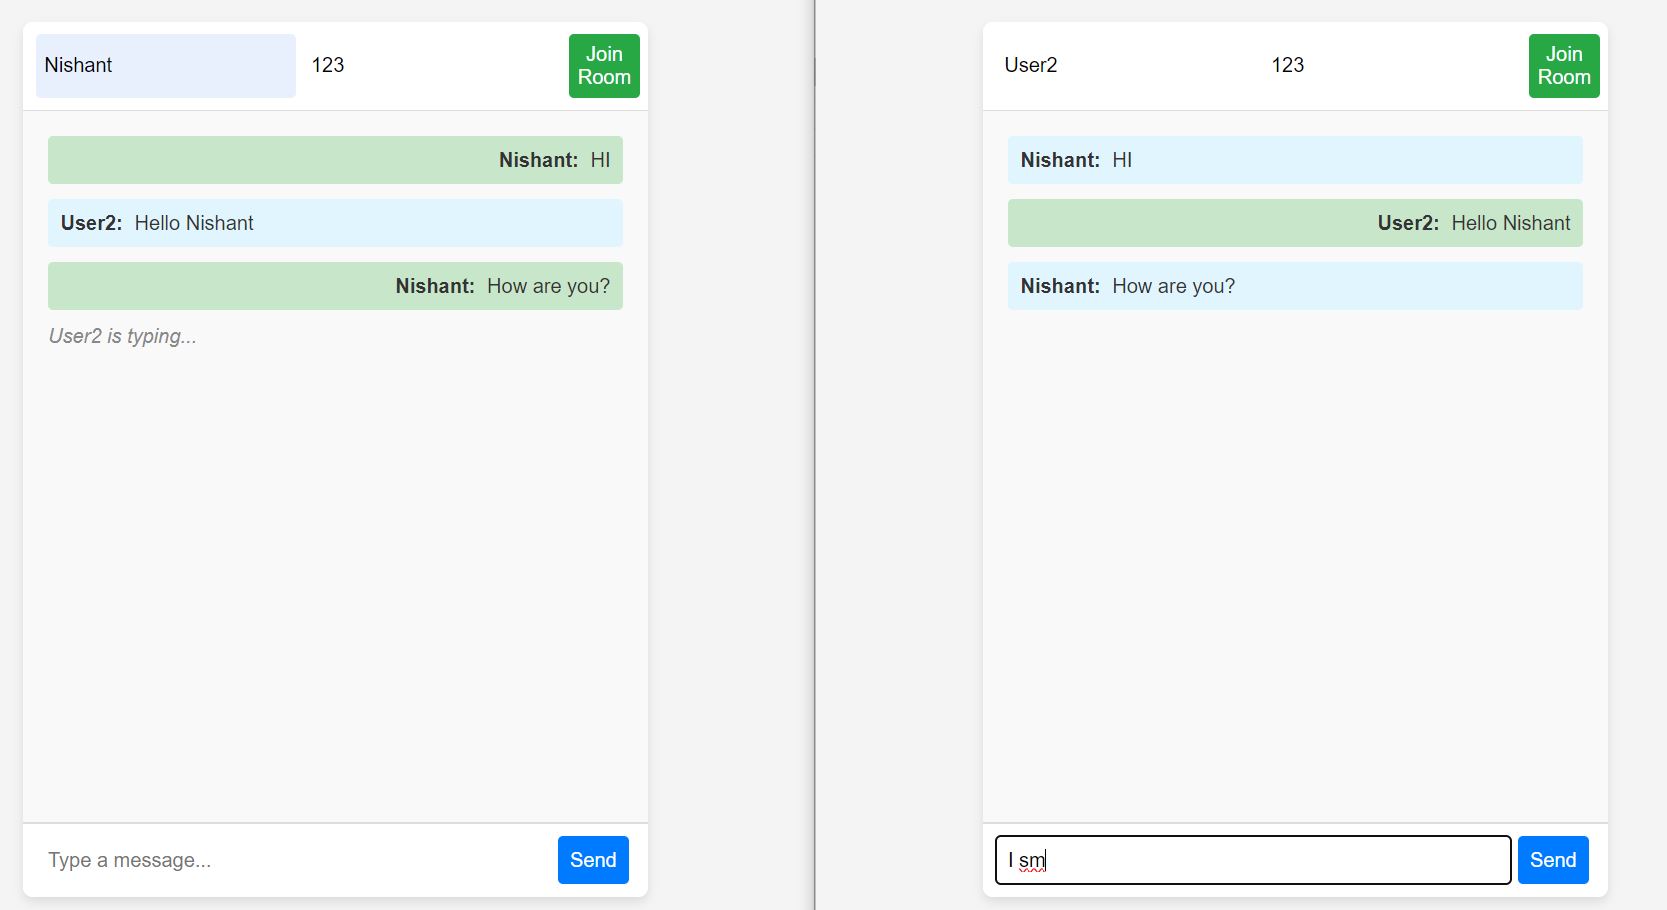 Nishant
123
Join
Room
Nishant: HI
User2: Hello Nishant
Nishant: How are you?
User2 is typing...
Type a message...
Send
User2
123
Join
Room
Nishant: HI
User2: Hello Nishant
Nishant: How are you?
I sm
Send